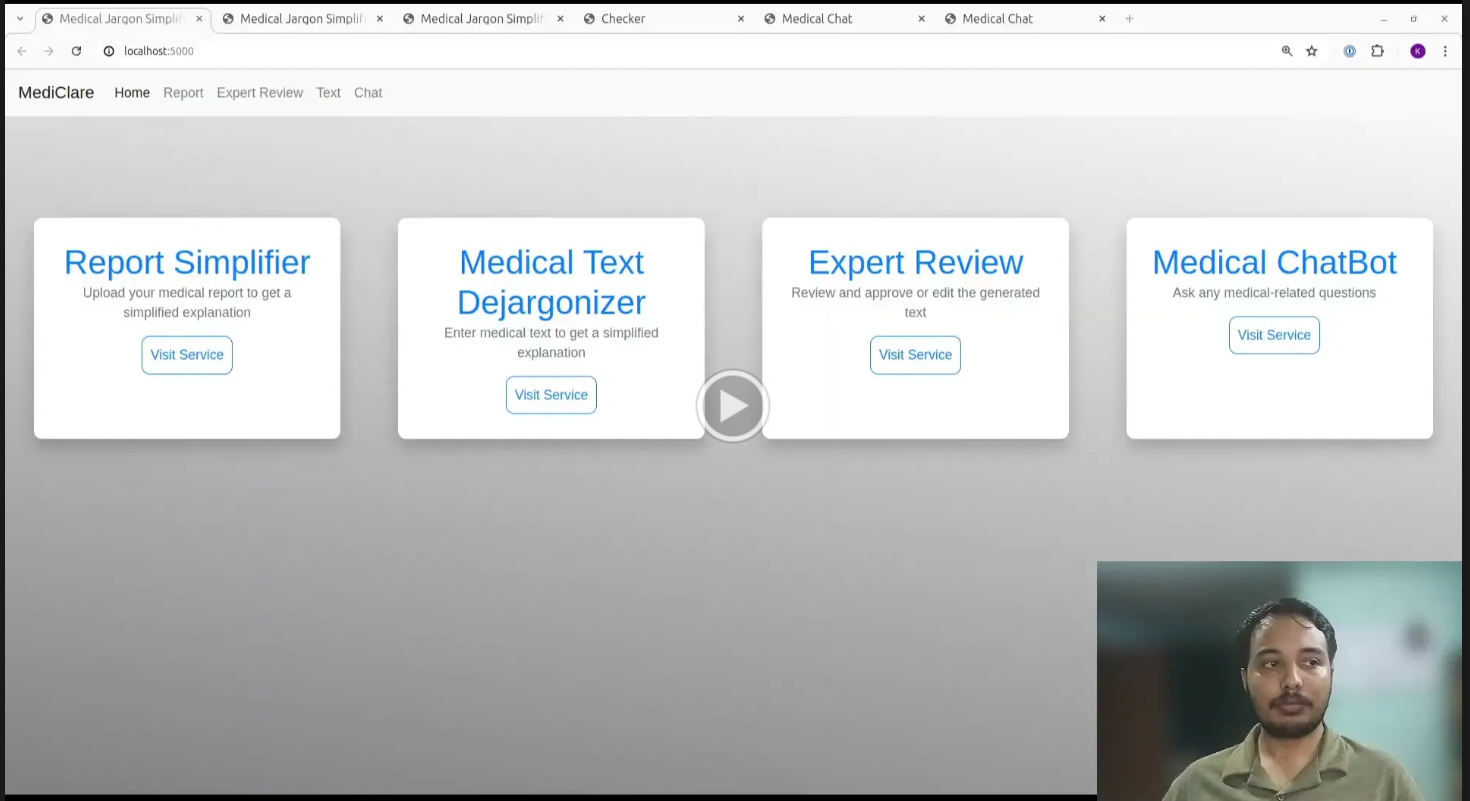 Medical Jargon Simplif
Medical Jargon Simplif
Medical Jargon Simplif
Checker
Medical Chat
Medical Chat
localhost:5000
K
MediClare
Home
Report
Expert Review
Text
Chat
Report Simplifier
Upload your medical report to get a
simplified explanation
Visit Service
Medical Text
Dejargonizer
Enter medical text to get a simplified
explanation
Visit Service
Expert Review
Review and approve or edit the generated
text
Visit Service
Medical ChatBot
Ask any medical-related questions
Visit Service